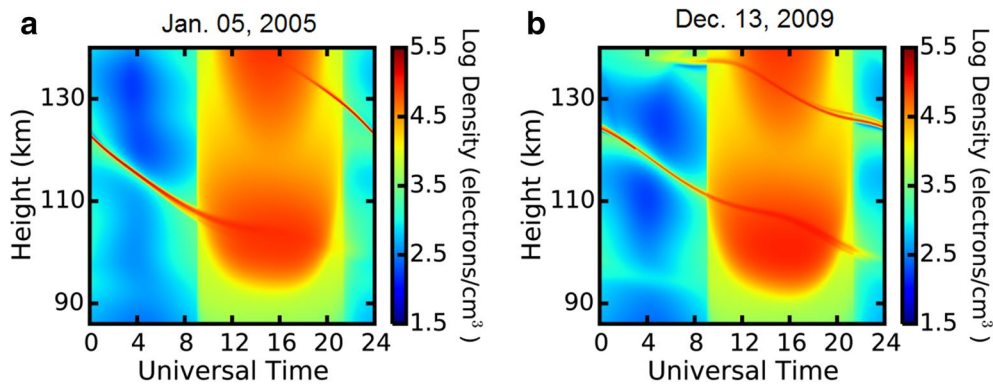 a
Jan. 05, 2005
Height (km)
130
110
90
0 4 8 12 16 20 24
Universal Time
5.5
4.5
3.5
2.5
1.5
Log Density (electrons/cm³)
b
Dec. 13, 2009
Height (km)
130
110
90
0 4 8 12 16 20 24
Universal Time
5.5
4.5
3.5
2.5
1.5
Log Density (electrons/cm³)